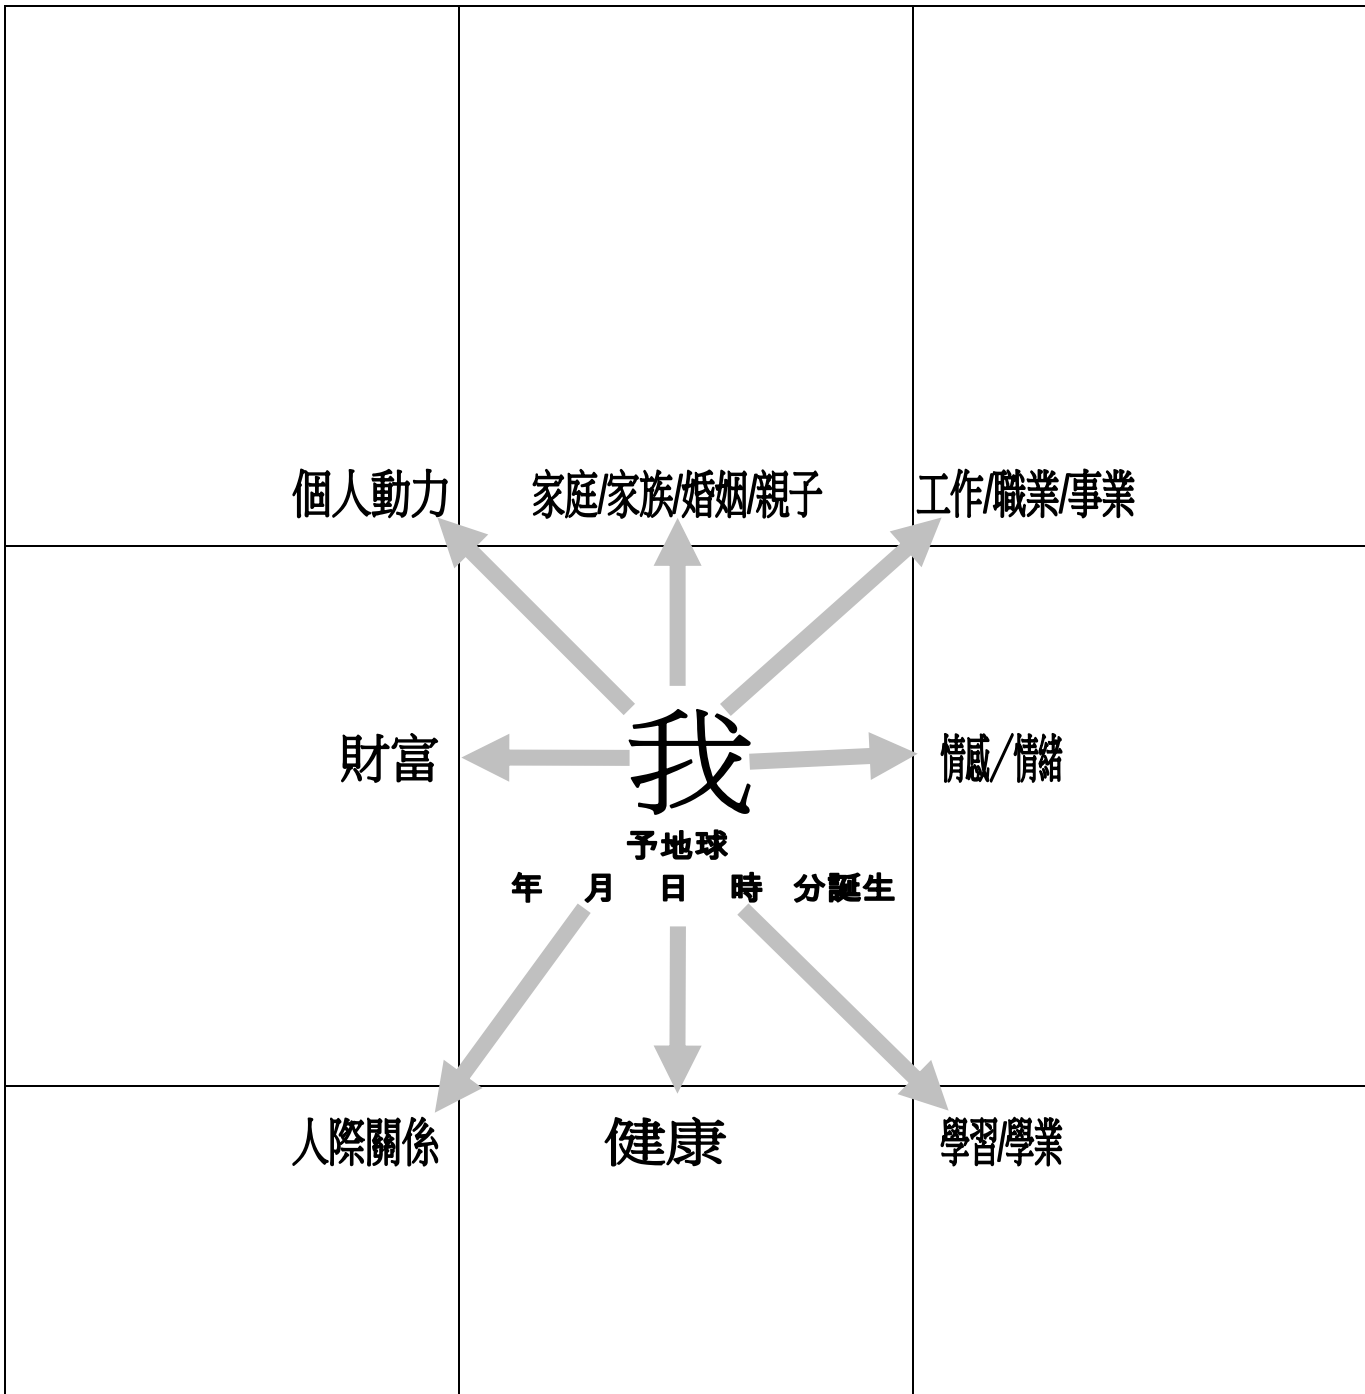 個人動力
家庭/家族/婚姻/親子
工作/職業/事業
財富
我
情感／情緒
予地球
年 月 日 時 分誕生
人際關係
健康
學習/學業